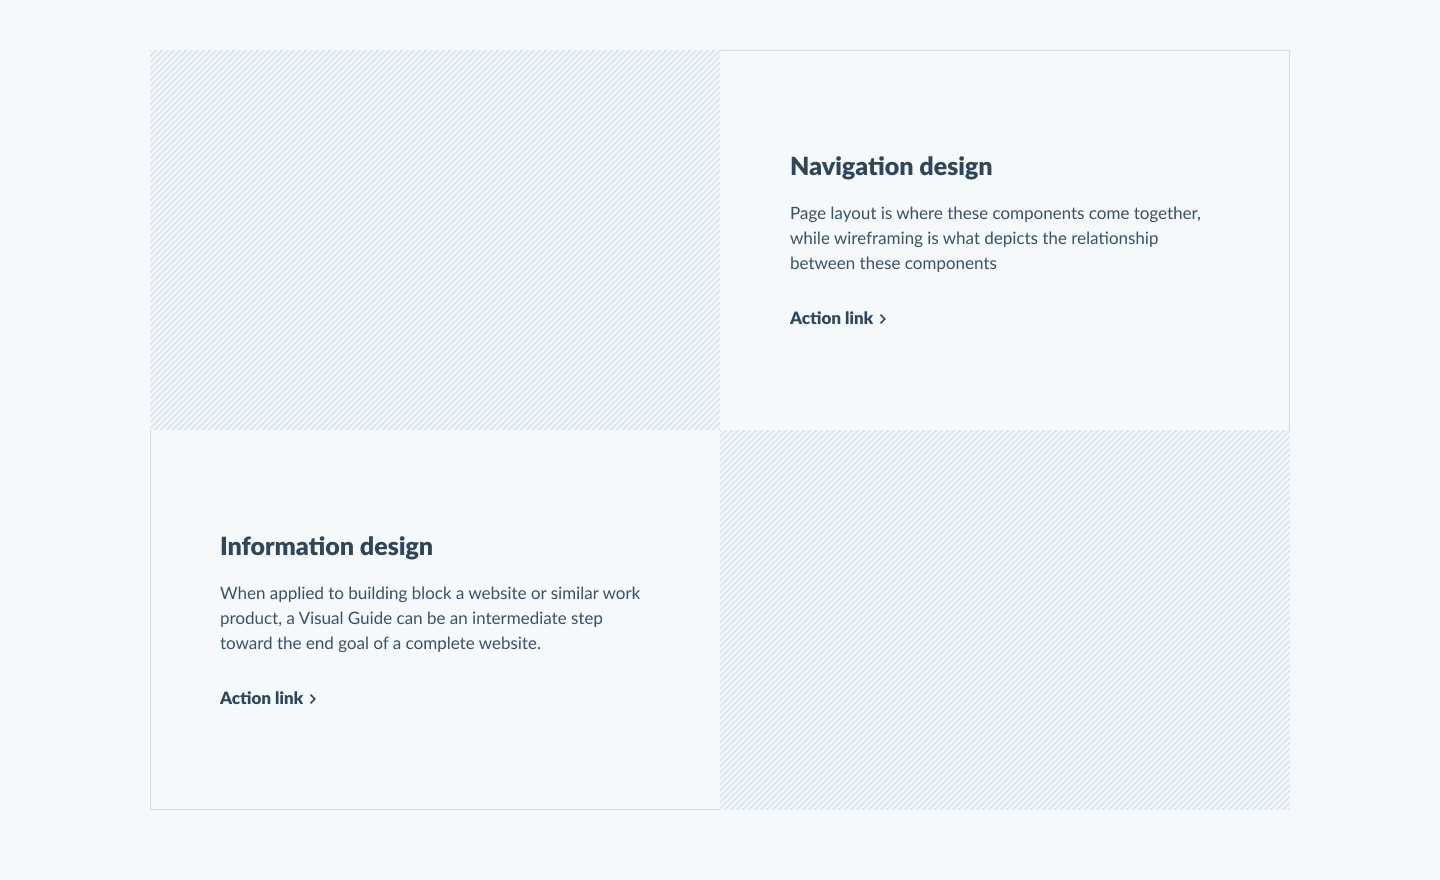 Navigation design
Page layout is where these components come together,
while wireframing is what depicts the relationship
between these components
Action link
Information design
When applied to building block a website or similar work
product, a Visual Guide can be an intermediate step
toward the end goal of a complete website.
Action link